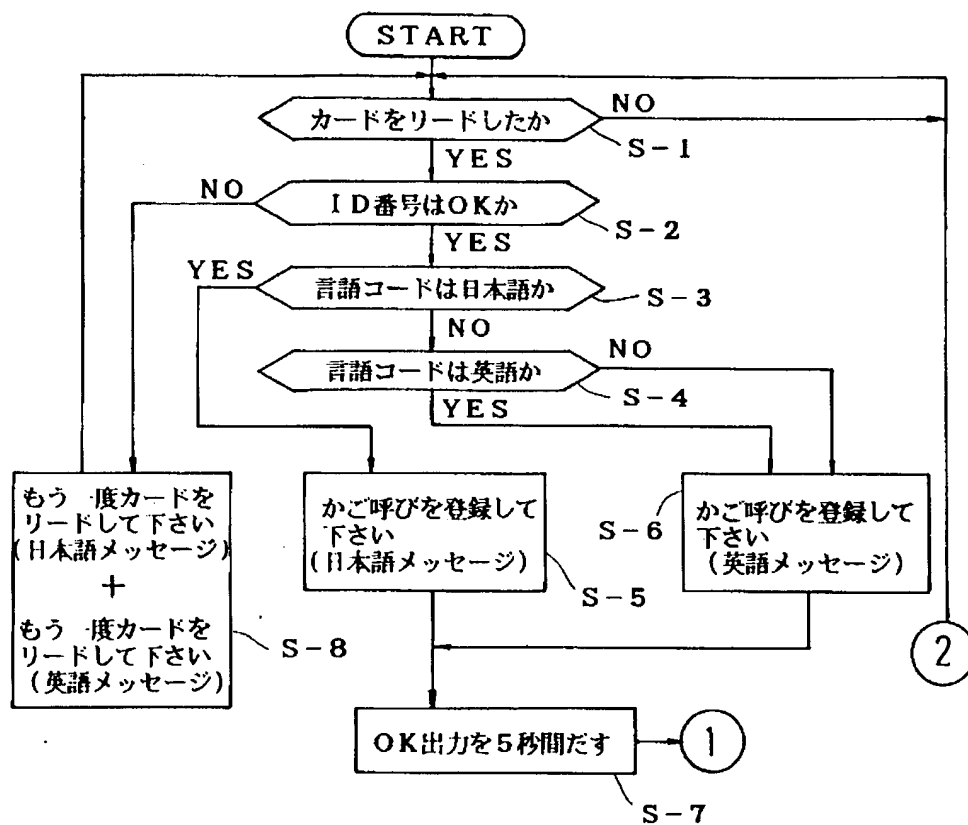 START
カードをリードしたか
NO
S-1
YES
NO
ID番号はOKか
S-2
YES
YES
言語コードは日本語か
S-3
NO
NO
言語コードは英語か
S-4
YES
もう一度カードを
リードして下さい
(日本語メッセージ)
+
もう一度カードを
リードして下さい
(英語メッセージ)
S-8
かご呼びを登録して
下さい
(日本語メッセージ)
S-5
S-6
かご呼びを登録して
下さい
(英語メッセージ)
2
OK出力を5秒間だす
1
S-7